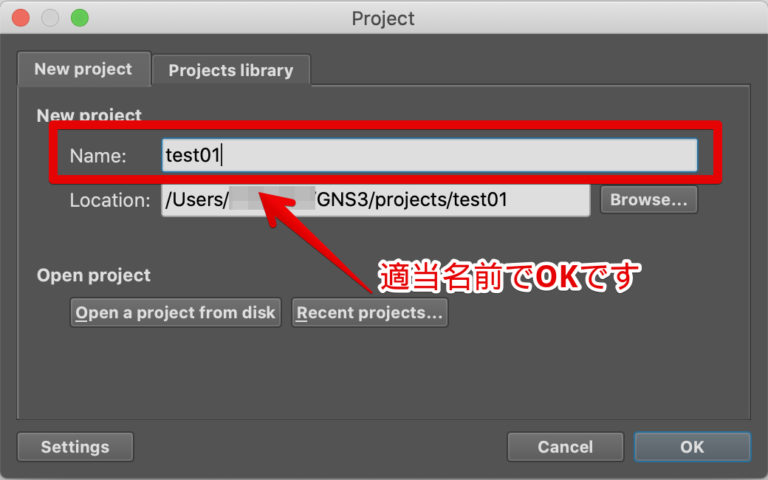 Project
New project
Projects library
New project
Name:
test01
Location:
/Users/
/GNS3/projects/test01
Browse...
適当名前でOKです
Open project
Open a project from disk
Recent projects...
Settings
Cancel
OK